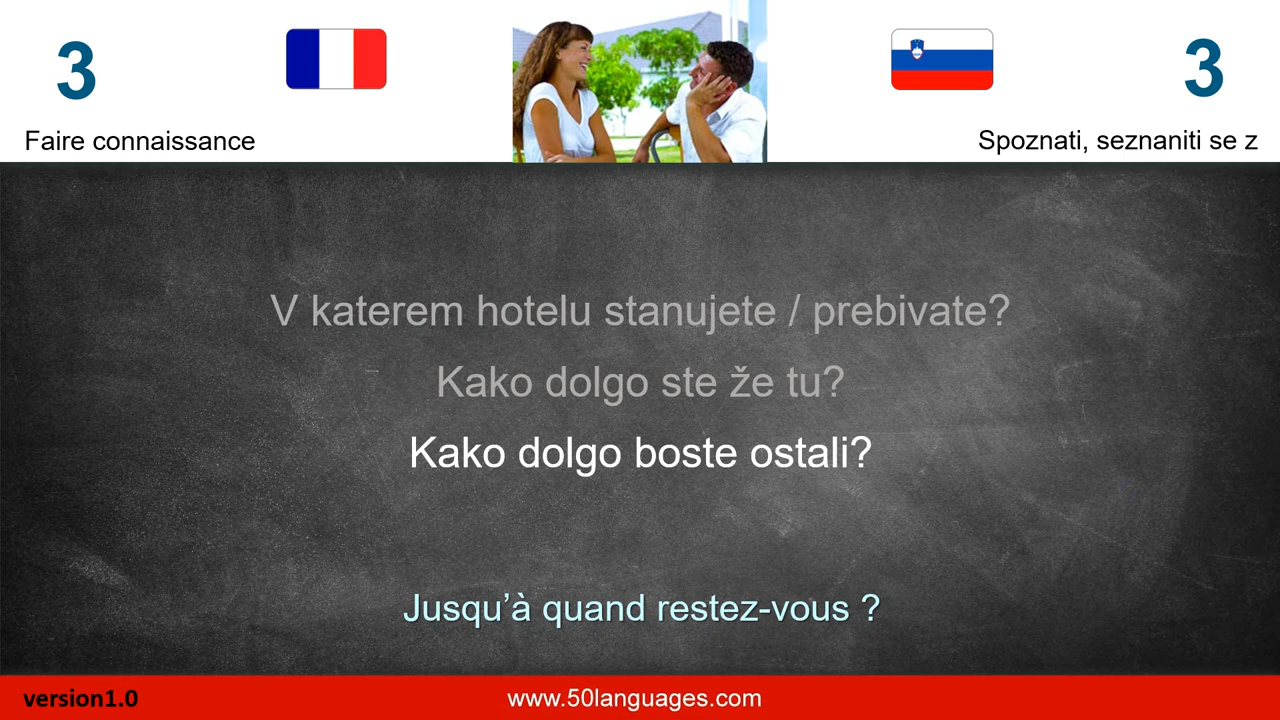 3
3
Faire connaissance
Spoznati, seznaniti se z
V katerem hotelu stanujete / prebivate?
Kako dolgo ste že tu?
Kako dolgo boste ostali?
Jusqu’à quand restez-vous ?
version1.0
www.50languages.com